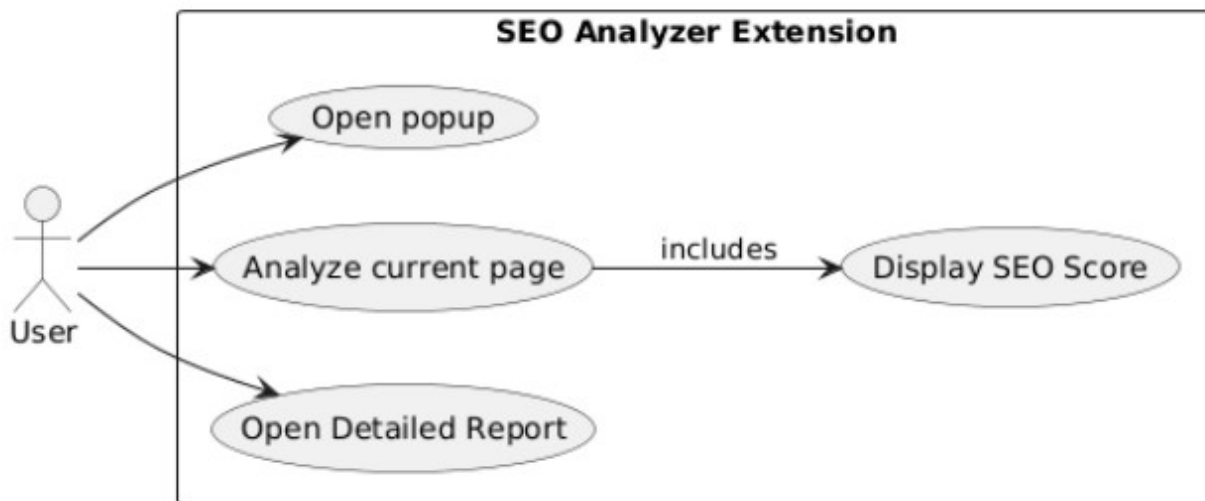 SEO Analyzer Extension
Open popup
Analyze current page
includes
Display SEO Score
User
Open Detailed Report